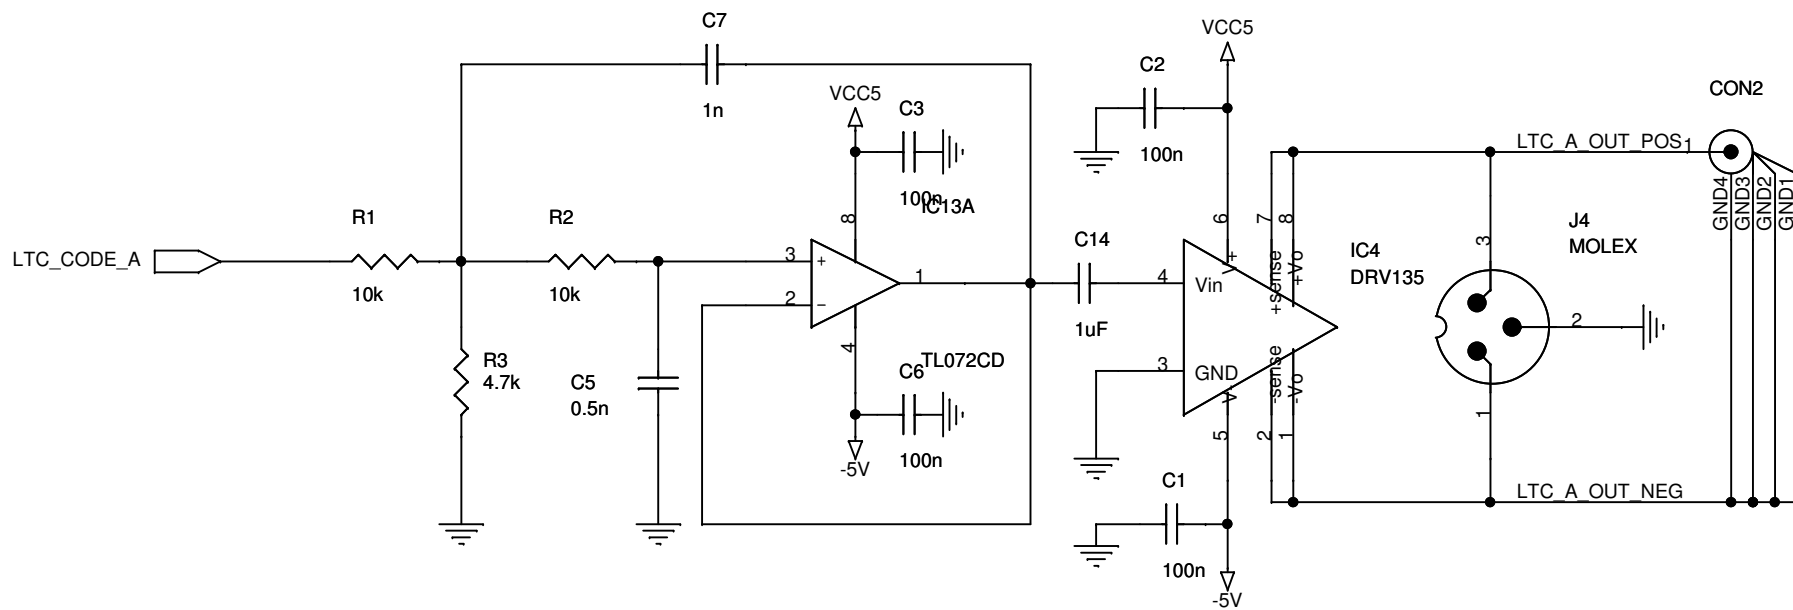 C7
1n
VCC5
C3
100n
IC13A
8
LTC_CODE_A
R1
10k
R2
10k
R3
4.7k
C5
0.5n
3
+
2
−
1
4
TL072CD
C6
100n
-5V
VCC5
C2
100n
C14
1uF
4
Vin
3
GND
6
V+
7
+sense
8
+Vo
5
V-
2
-sense
1
-Vo
C1
100n
-5V
IC4
DRV135
3
2
1
J4
MOLEX
LTC_A_OUT_POS
1
CON2
GND4
GND3
GND2
GND1
LTC_A_OUT_NEG